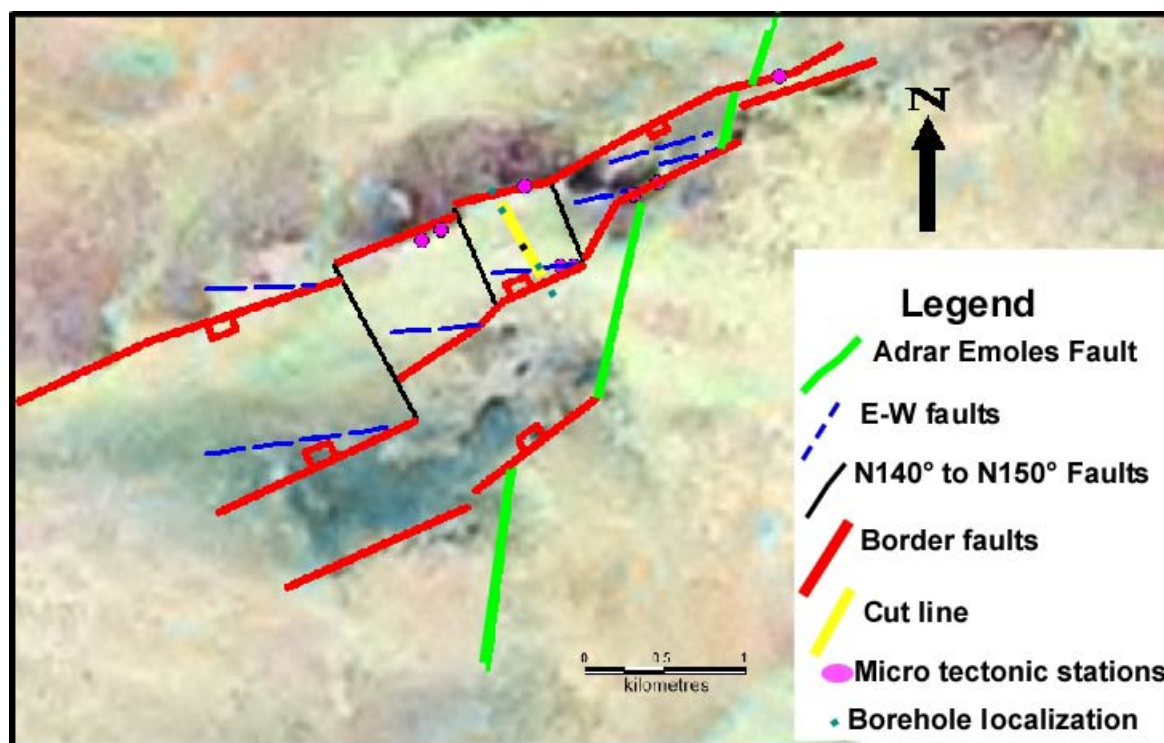 N
Legend
Adrar Emoles Fault
E-W faults
N140° to N150° Faults
Border faults
Cut line
Micro tectonic stations
Borehole localization
0 0.5 1
kilometres